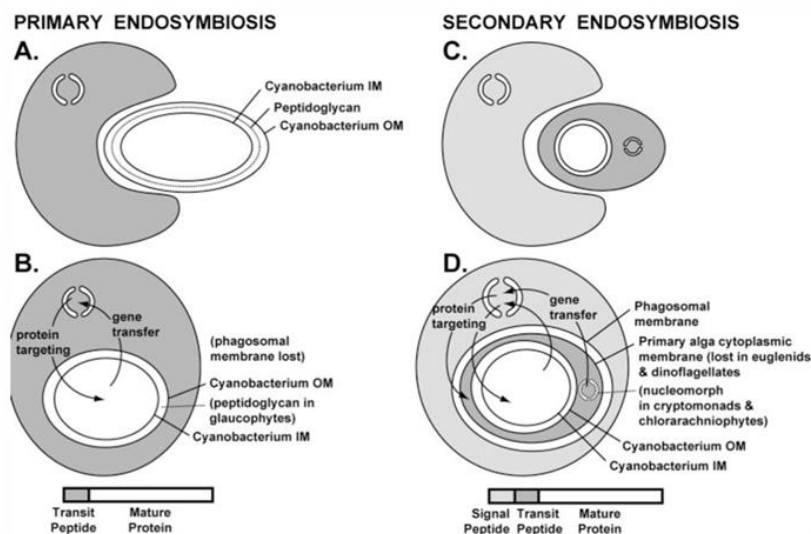 PRIMARY ENDOSYMBIOSIS
A.
Cyanobacterium IM
Peptidoglycan
Cyanobacterium OM
B.
protein
targeting
gene
transfer
(phagosomal
membrane lost)
Cyanobacterium OM
(peptidoglycan in
glaucophytes)
Cyanobacterium IM
Transit
Peptide
Mature
Protein
SECONDARY ENDOSYMBIOSIS
C.
D.
protein
targeting
gene
transfer
Phagosomal
membrane
Primary alga cytoplasmic
membrane (lost in euglenids
& dinoflagellates
(nucleomorph
in cryptomonads &
chlorarachniophytes)
Cyanobacterium OM
Cyanobacterium IM
Signal
Peptide
Transit
Peptide
Mature
Protein